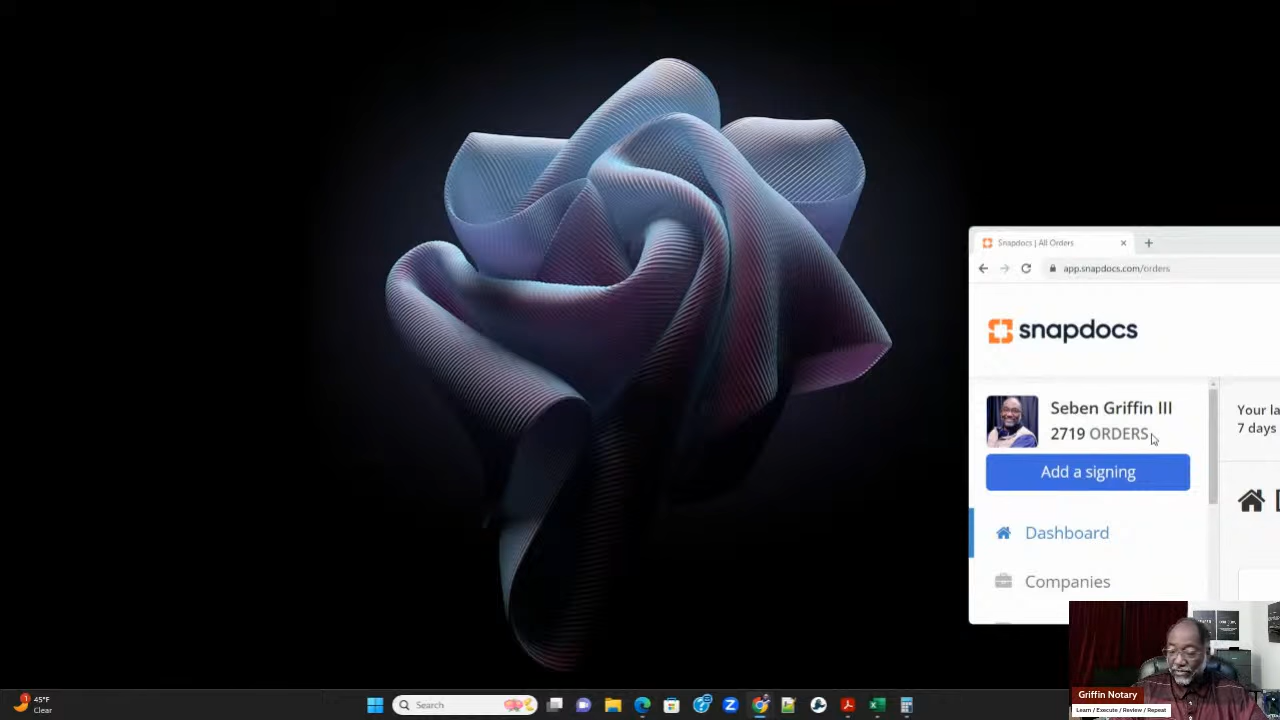 Snapdocs | All Orders
app.snapdocs.com/orders
snapdocs
Seben Griffin III
2719 ORDERS
Add a signing
Dashboard
Companies
Your la
7 days
Griffin Notary
Learn / Execute / Review / Repeat
1
45°F
Clear
Search